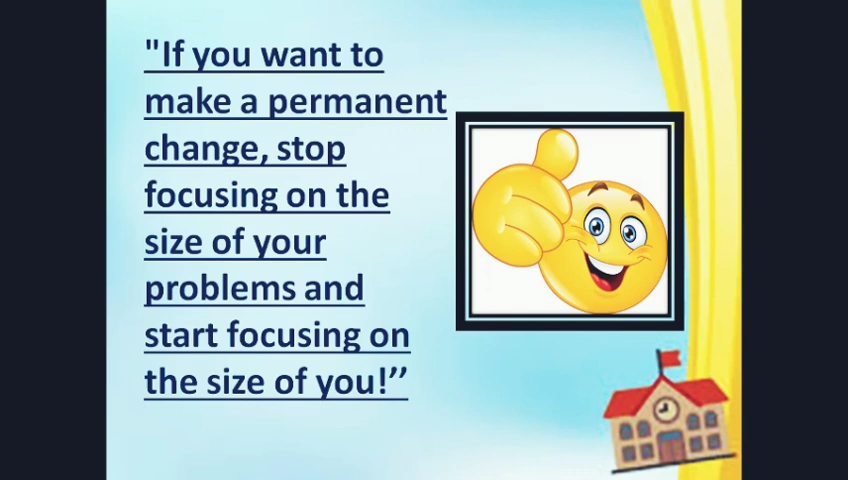 "If you want to
make a permanent
change, stop
focusing on the
size of your
problems and
start focusing on
the size of you!’’